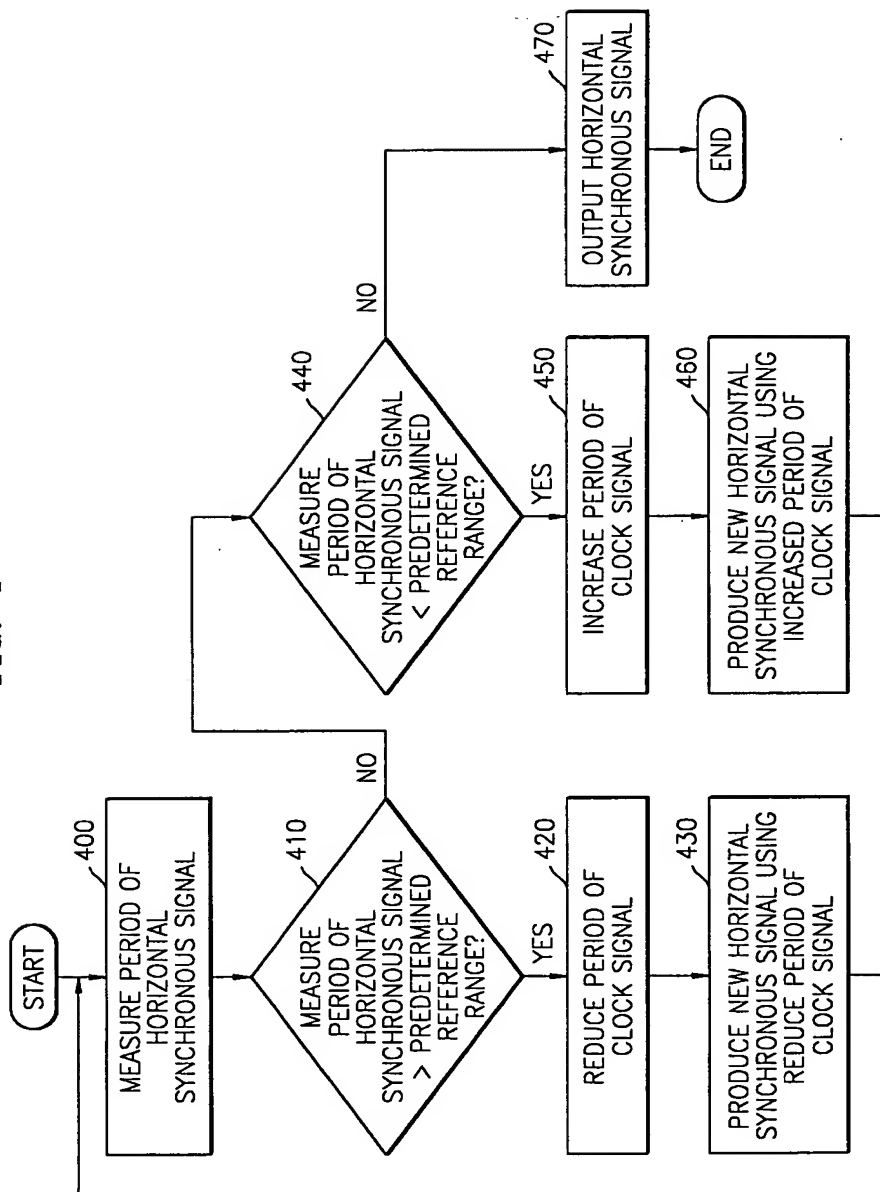 START
400
MEASURE PERIOD OF
HORIZONTAL
SYNCHRONOUS SIGNAL
410
MEASURE
PERIOD OF
HORIZONTAL
SYNCHRONOUS SIGNAL
> PREDETERMINED
REFERENCE
RANGE?
NO
YES
420
REDUCE PERIOD OF
CLOCK SIGNAL
430
PRODUCE NEW HORIZONTAL
SYNCHRONOUS SIGNAL USING
REDUCE PERIOD OF
CLOCK SIGNAL
440
MEASURE
PERIOD OF
HORIZONTAL
SYNCHRONOUS SIGNAL
< PREDETERMINED
REFERENCE
RANGE?
NO
YES
450
INCREASE PERIOD OF
CLOCK SIGNAL
460
PRODUCE NEW HORIZONTAL
SYNCHRONOUS SIGNAL USING
INCREASED PERIOD OF
CLOCK SIGNAL
470
OUTPUT HORIZONTAL
SYNCHRONOUS SIGNAL
END